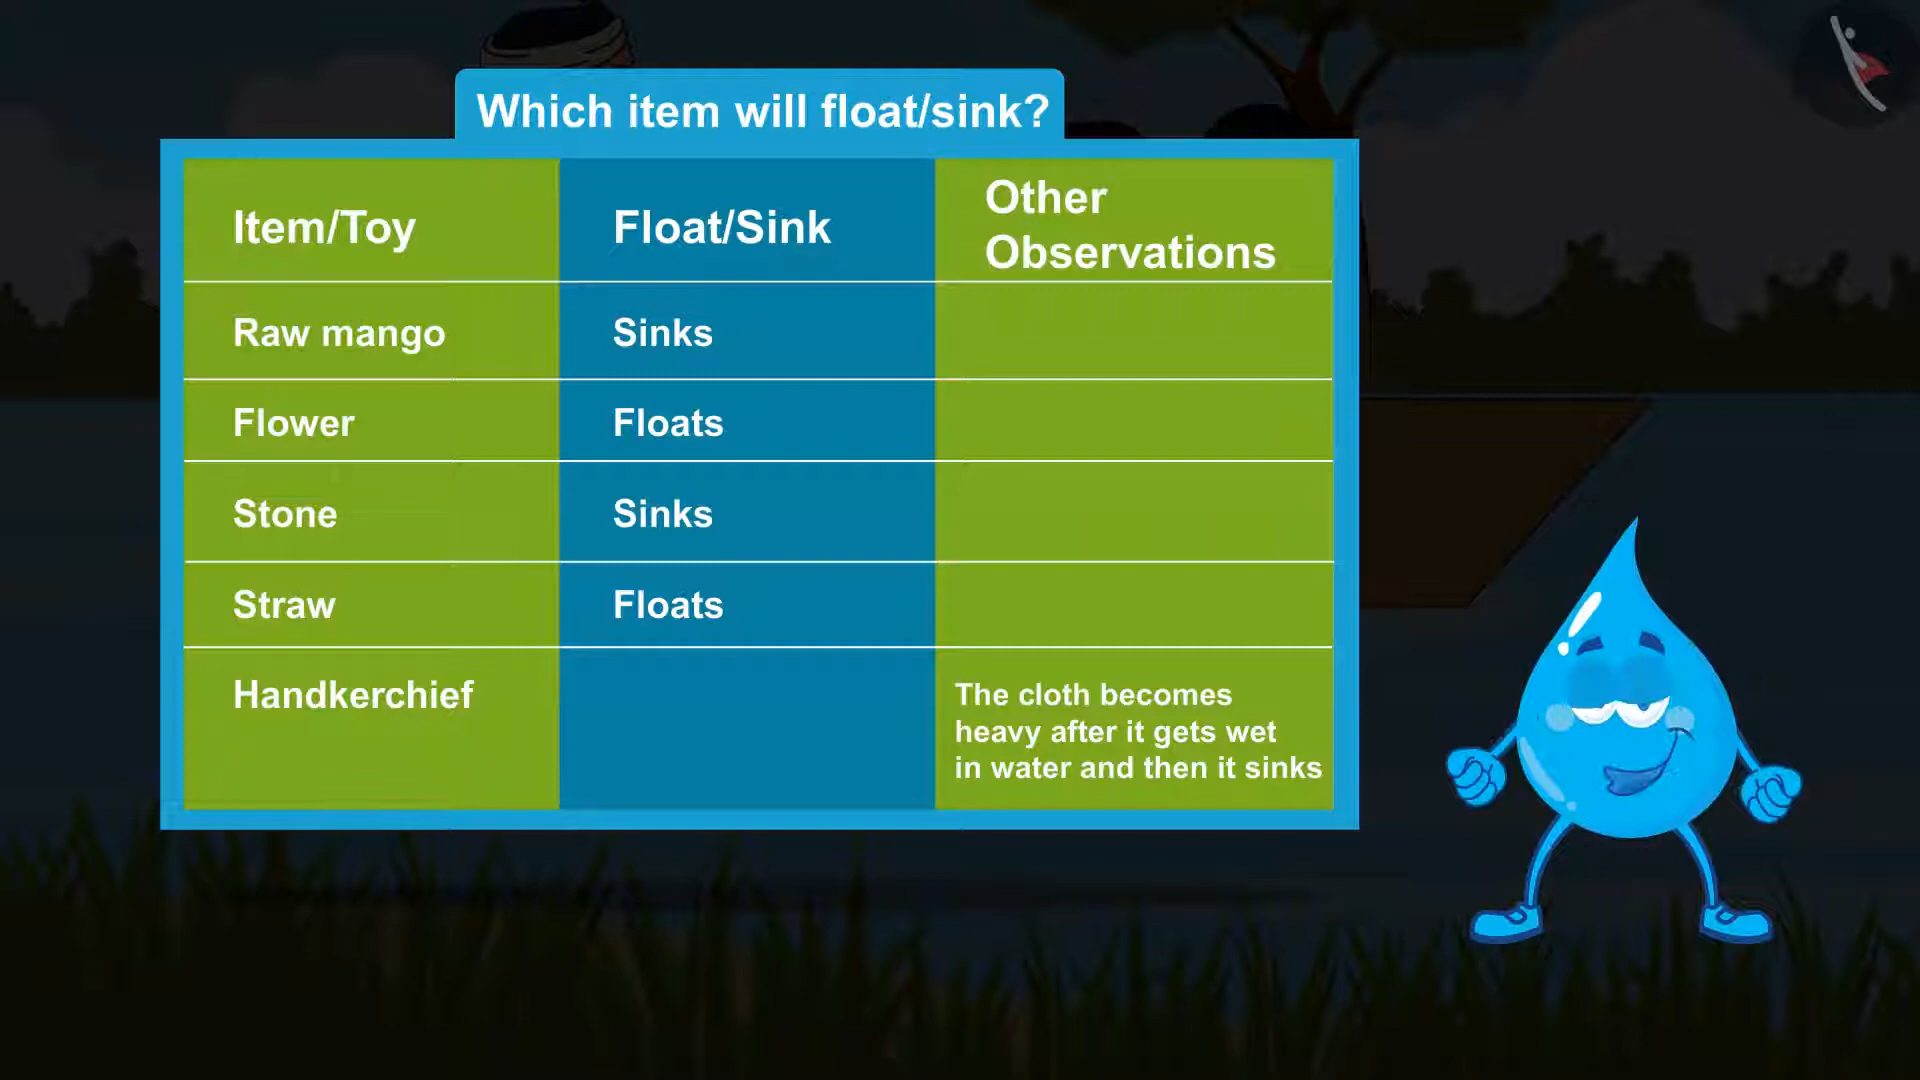 Which item will float/sink?
Item/Toy
Float/Sink
Other
Observations
Raw mango
Sinks
Flower
Floats
Stone
Sinks
Straw
Floats
Handkerchief
The cloth becomes
heavy after it gets wet
in water and then it sinks